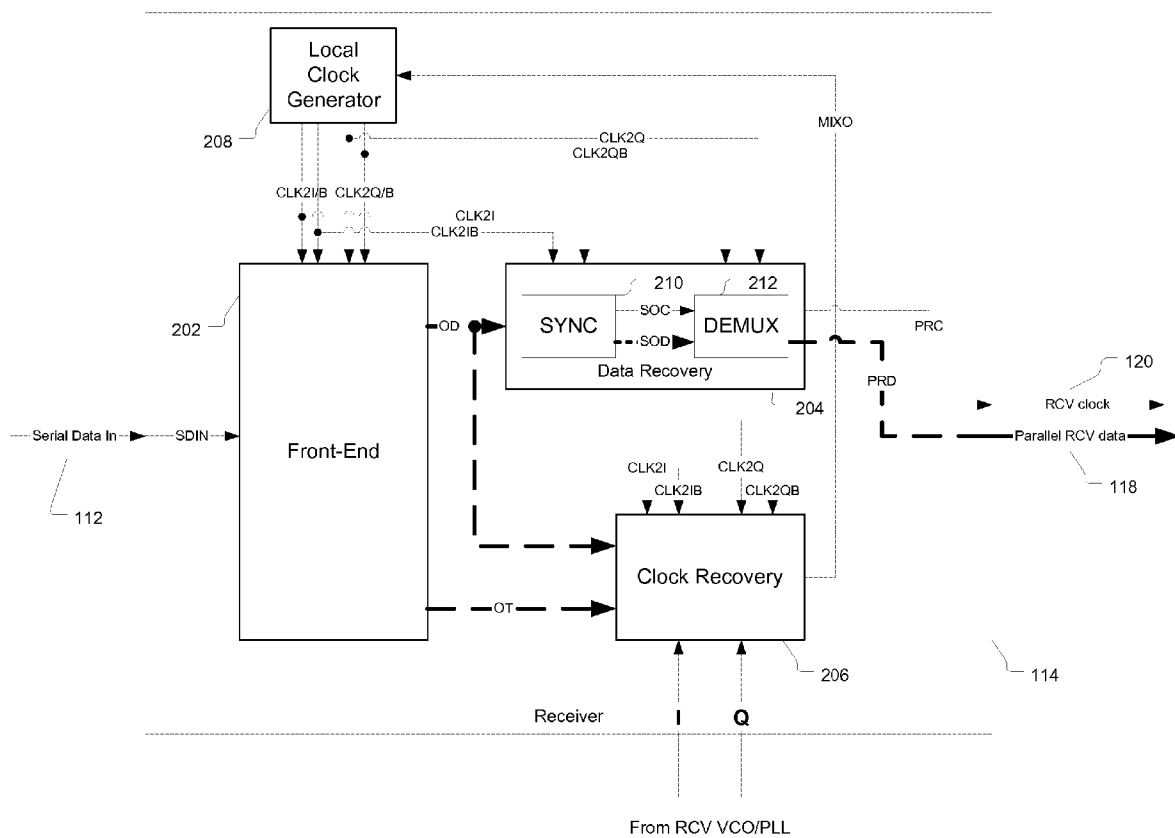 Local
Clock
Generator
208
MIXO
CLK2Q
CLK2QB
CLK2I/B
CLK2Q/B
CLK2I
CLK2IB
202
OD
210
212
SYNC
SOC
SOD
DEMUX
Data Recovery
204
PRC
PRD
120
RCV clock
Parallel RCV data
118
Serial Data In
SDIN
112
Front-End
CLK2I
CLK2IB
CLK2Q
CLK2QB
Clock Recovery
OT
206
114
Receiver
I
Q
From RCV VCO/PLL